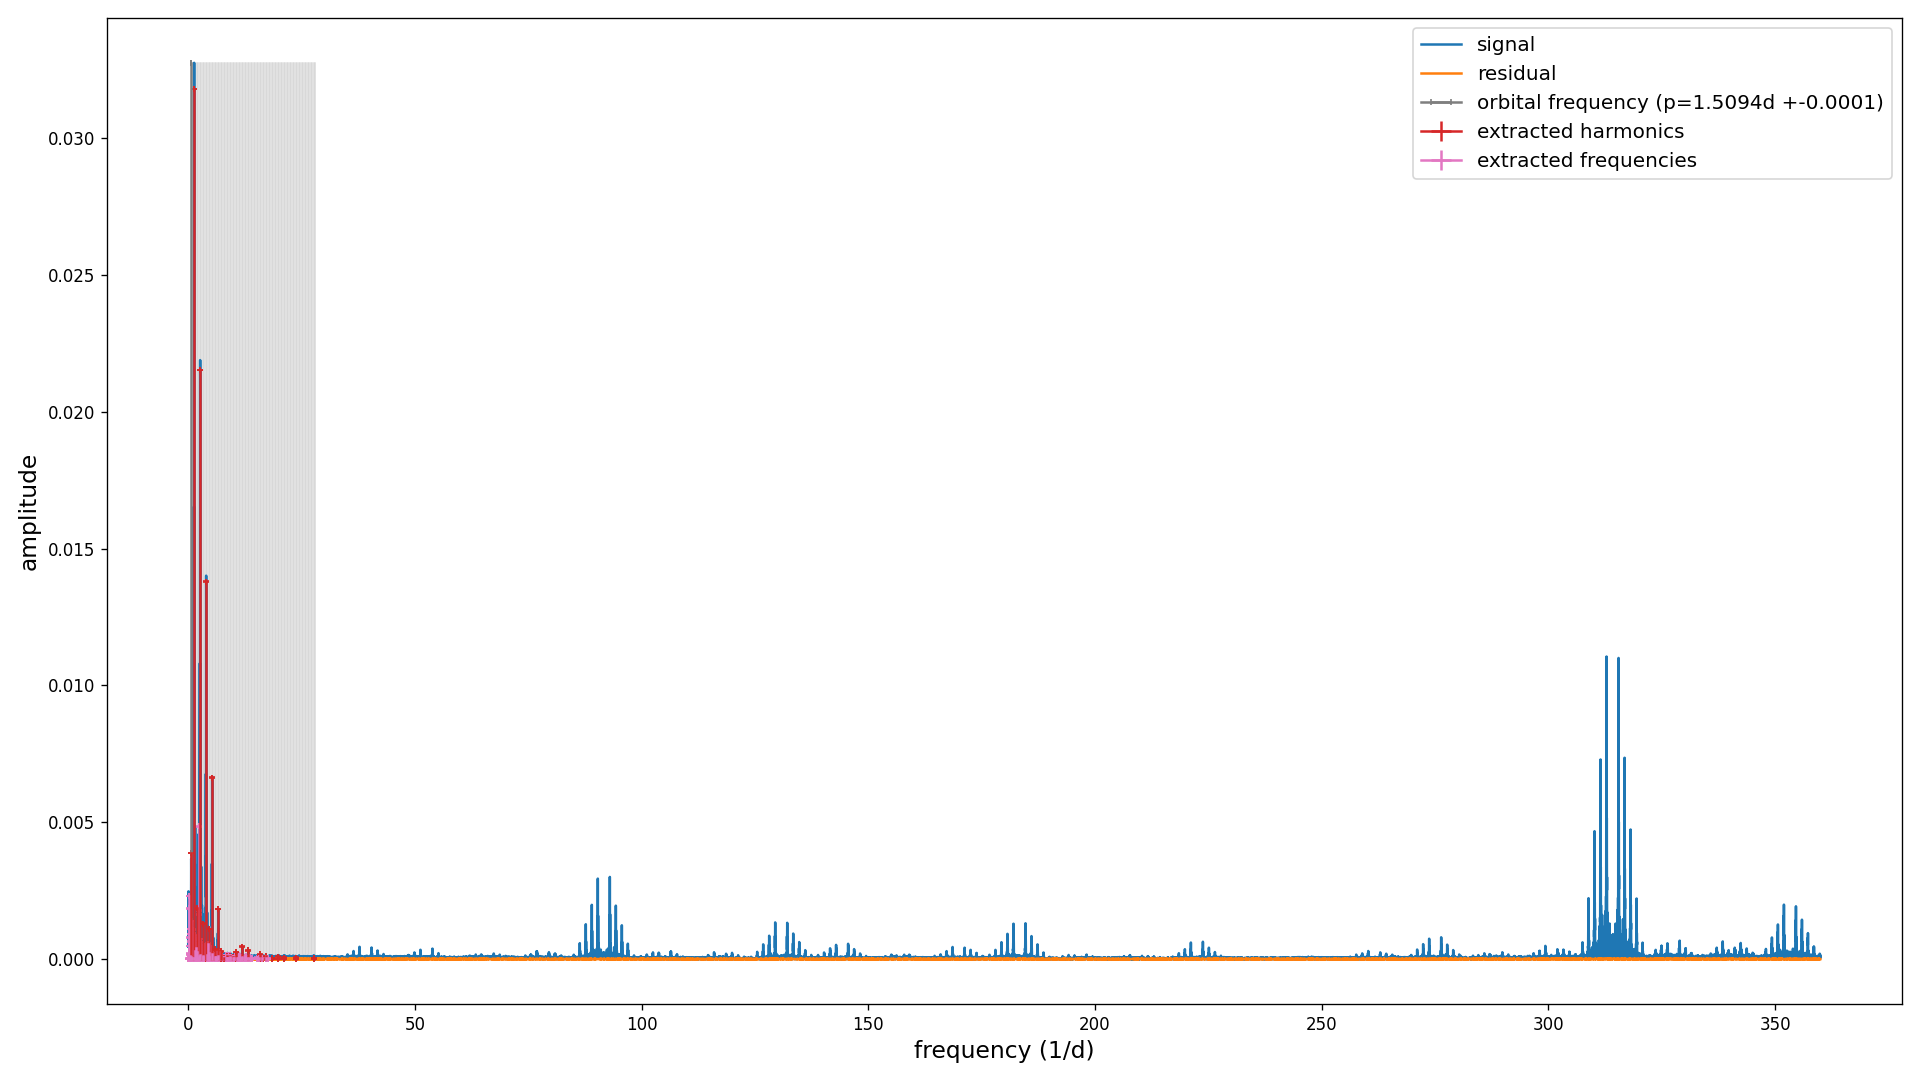 signal
residual
orbital frequency (p=1.5094d +-0.0001)
extracted harmonics
extracted frequencies
0.030
0.025
0.020
0.015
0.010
0.005
0.000
amplitude
0 50 100 150 200 250 300 350
frequency (1/d)